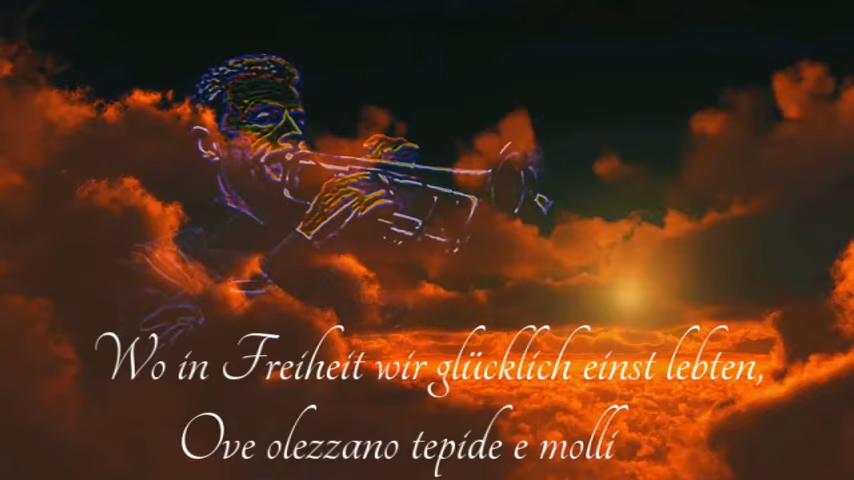 Wo in Freiheit wir glücklich einst lebten,
Ove olezzano tepide e molli